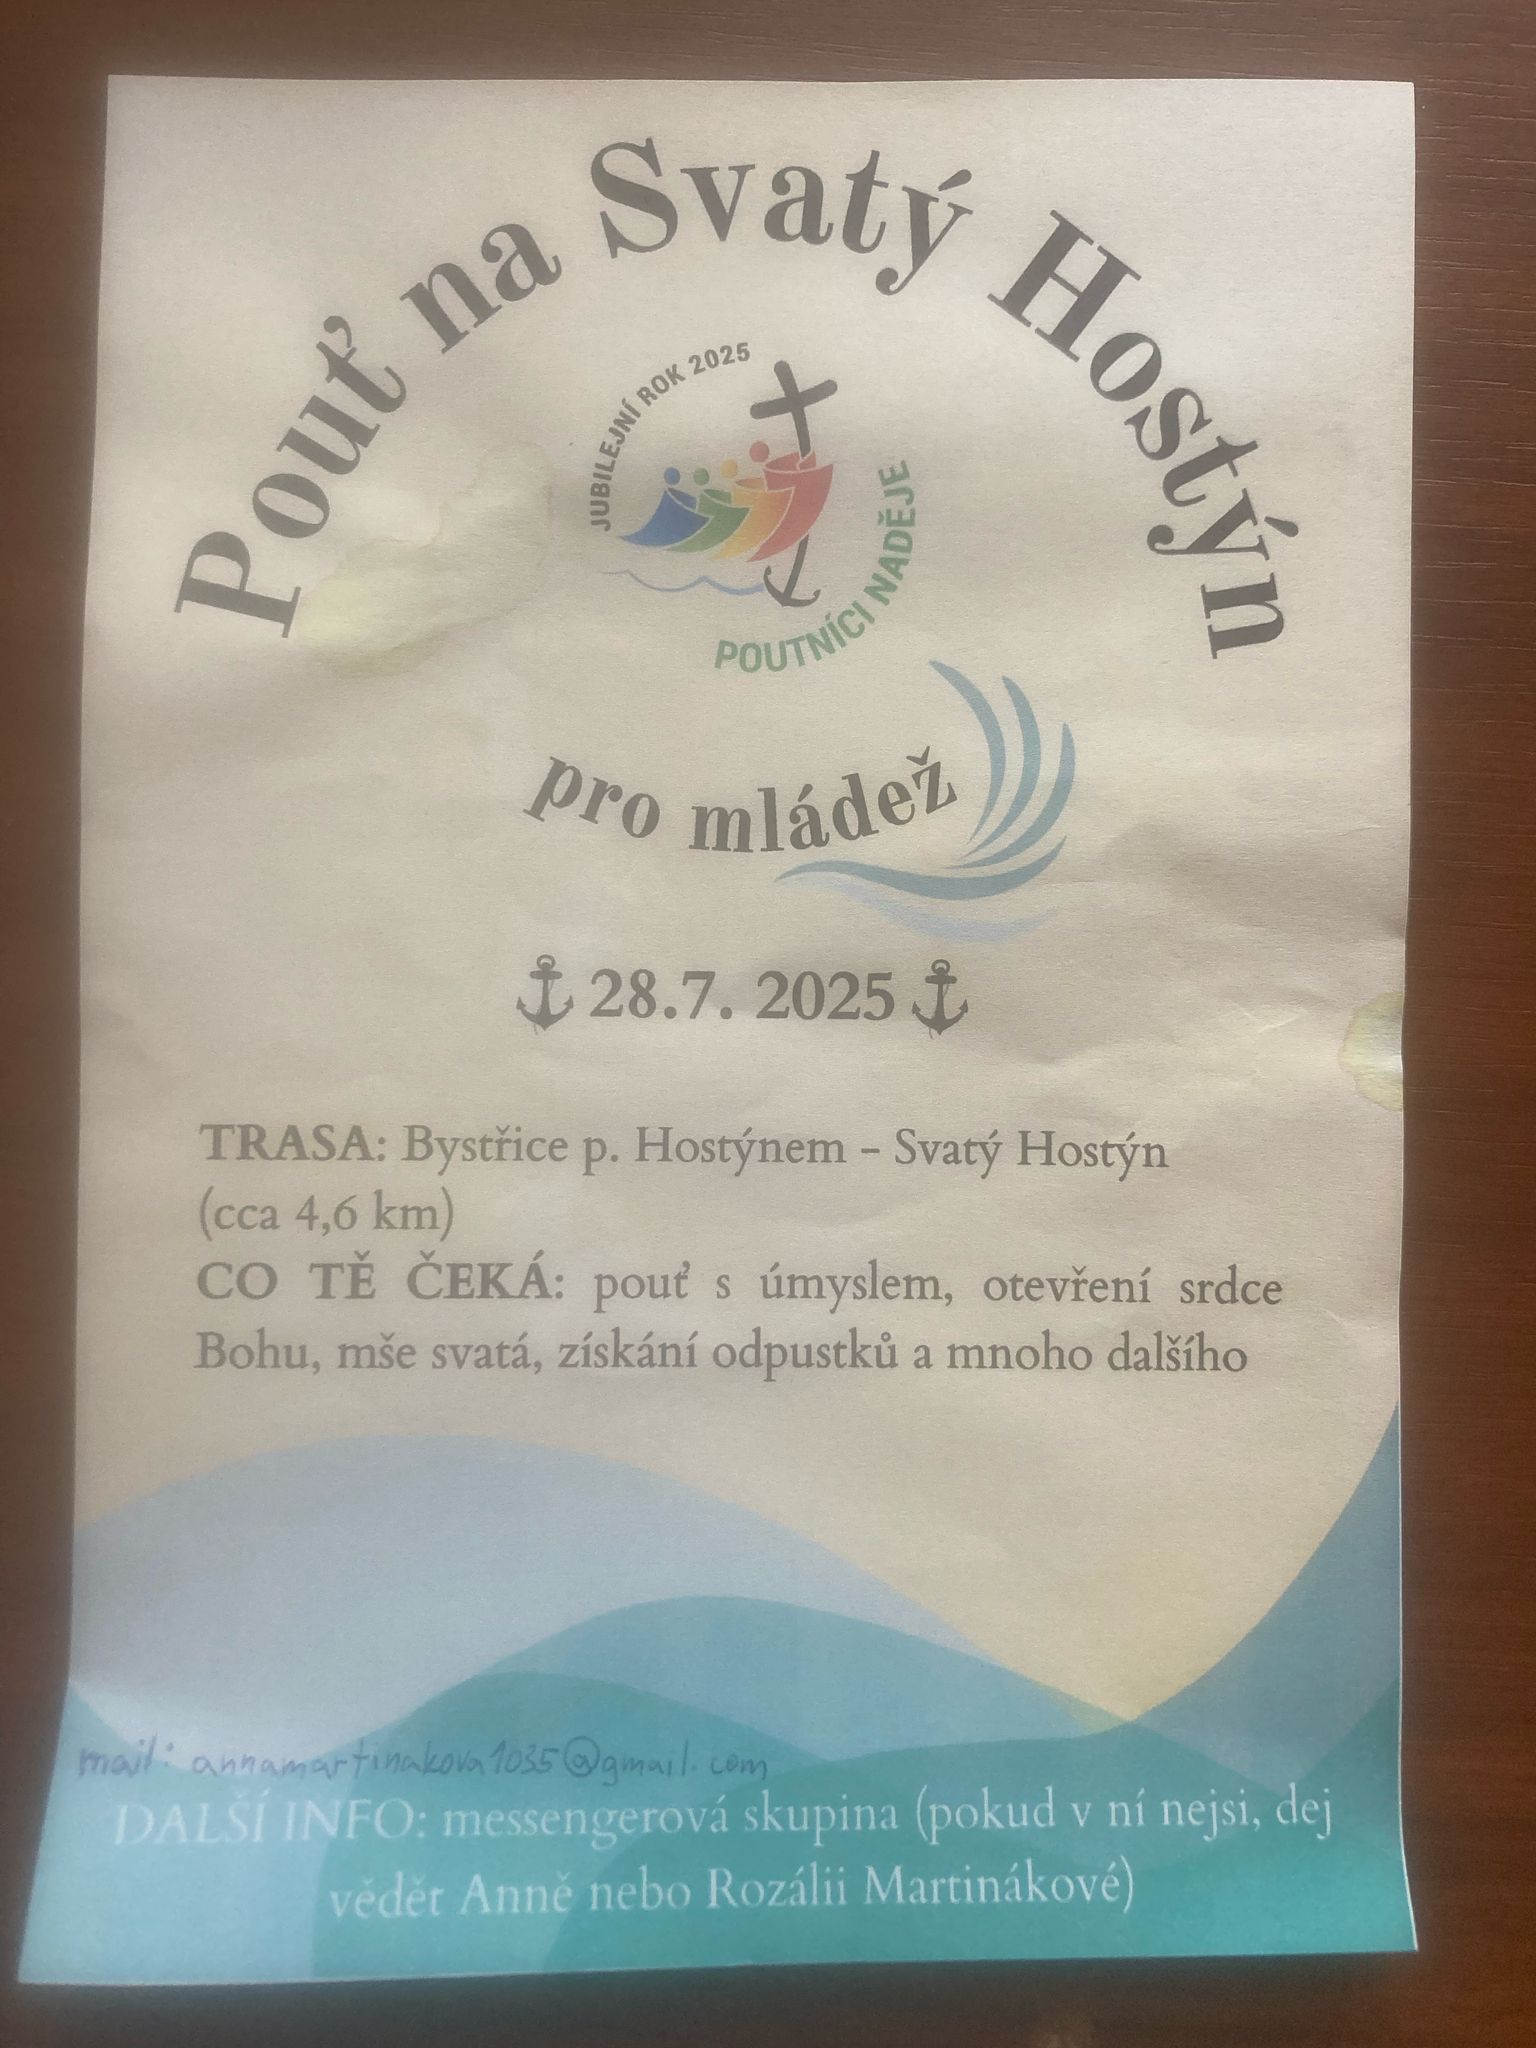 Pouť na Svatý Hostýn
JUBILEJNÍ ROK 2025
POUTNÍCI NADĚJE
pro mládež
28.7. 2025
TRASA: Bystřice p. Hostýnem - Svatý Hostýn
(cca 4,6 km)
CO TĚ ČEKÁ: pouť s úmyslem, otevření srdce
Bohu, mše svatá, získání odpustků a mnoho dalšího
mail: annamartinakova1035@gmail.com
DALŠÍ INFO: messengerová skupina (pokud v ní nejsi, dej
vědět Anně nebo Rozálii Martinákové)